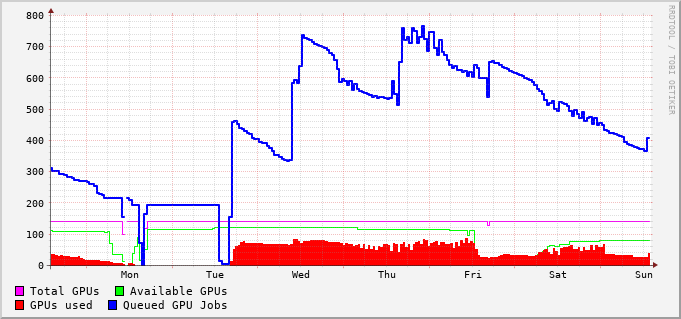 800
700
600
500
400
300
200
100
0
Mon Tue Wed Thu Fri Sat Sun
Total GPUs Available GPUs
GPUs used Queued GPU Jobs
RRDTOOL / TOBI OETIKER